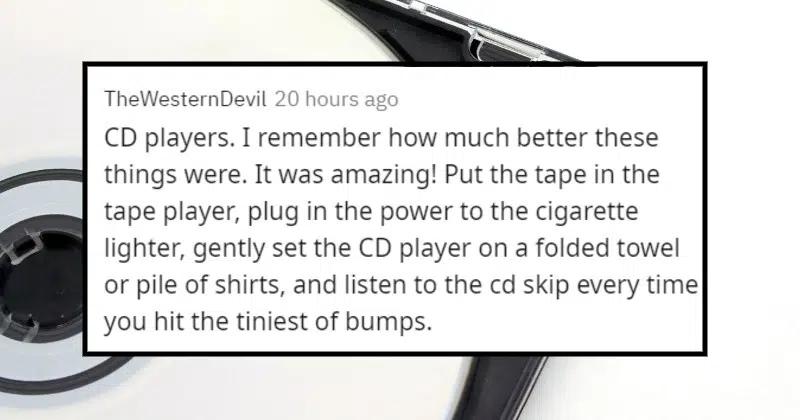 TheWesternDevil 20 hours ago
CD players. I remember how much better these
things were. It was amazing! Put the tape in the
tape player, plug in the power to the cigarette
lighter, gently set the CD player on a folded towel
or pile of shirts, and listen to the cd skip every time
you hit the tiniest of bumps.